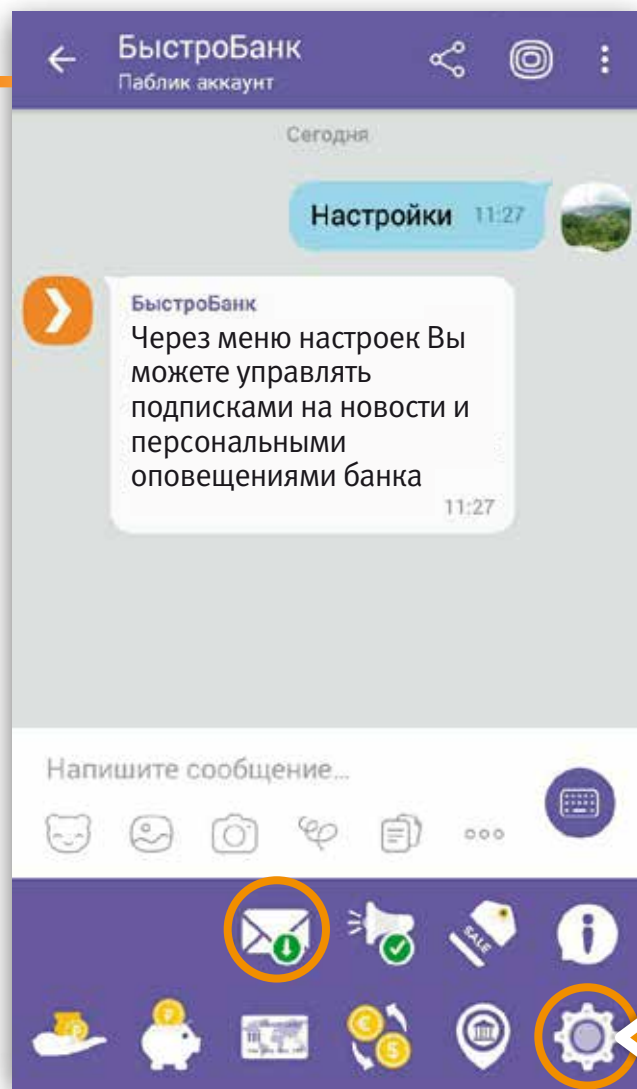 БыстроБанк
Паблик аккаунт
Сегодня
Настройки 11:27
БыстроБанк
Через меню настроек Вы
можете управлять
подписками на новости и
персональными
оповещениями банка
11:27
Напишите сообщение...
SALE